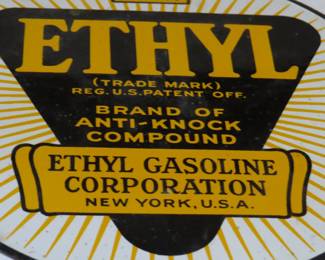 ETHYL
(TRADE MARK)
REG. U.S. PATENT OFF.
BRAND OF
ANTI-KNOCK
COMPOUND
ETHYL GASOLINE
CORPORATION
NEW YORK, U.S.A.